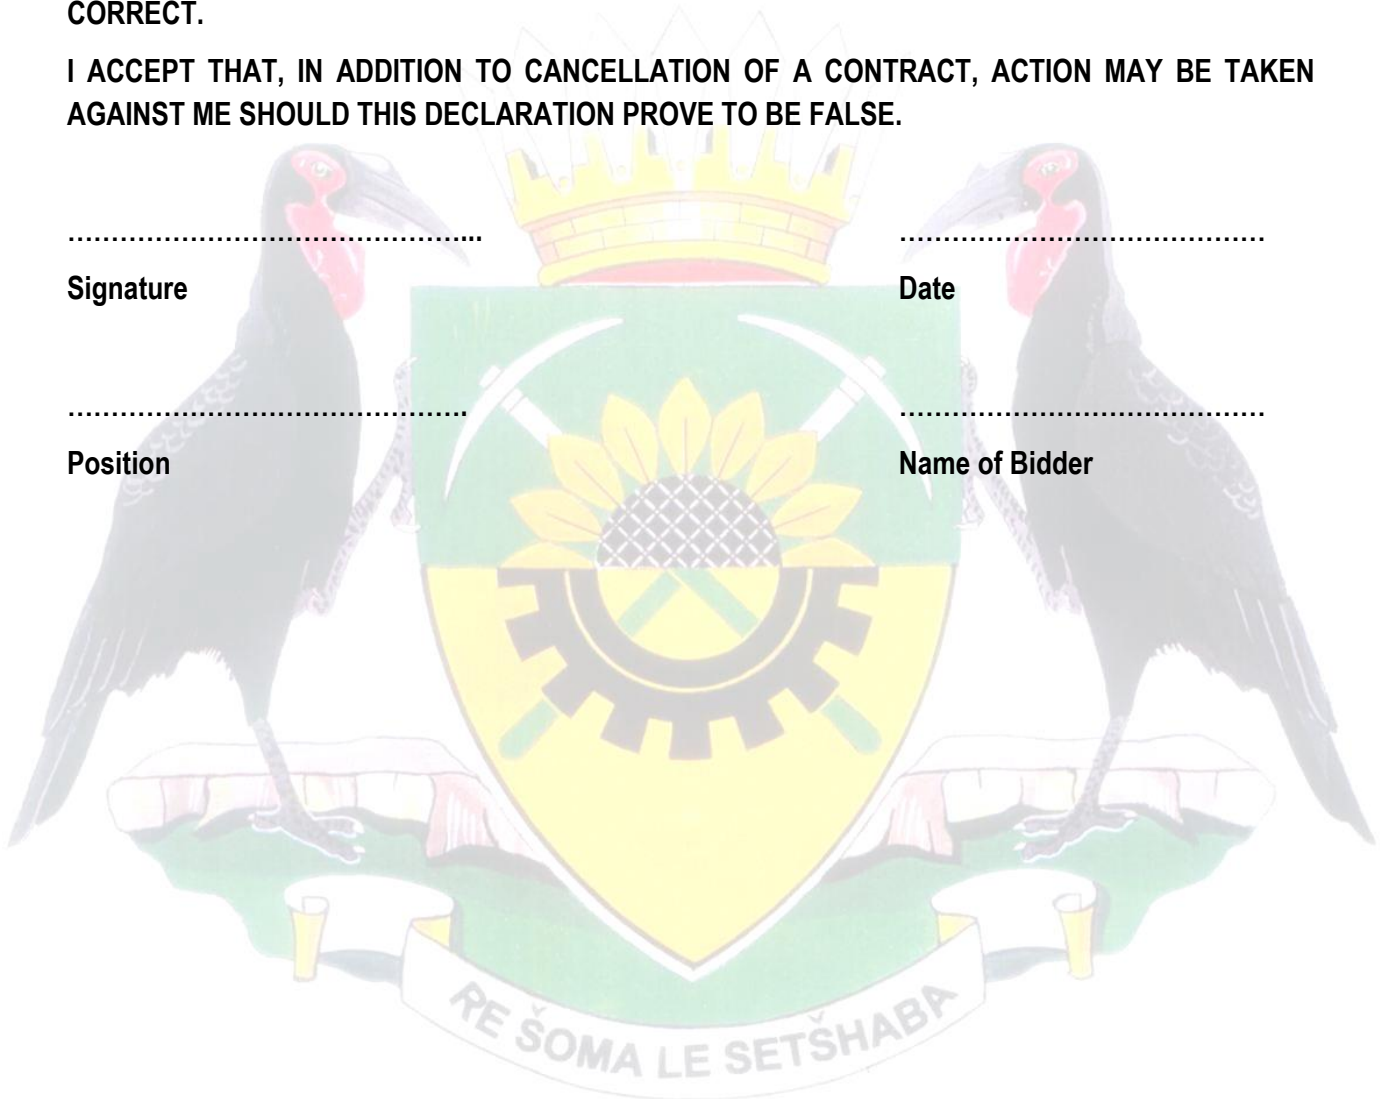 CORRECT.
I ACCEPT THAT, IN ADDITION TO CANCELLATION OF A CONTRACT, ACTION MAY BE TAKEN
AGAINST ME SHOULD THIS DECLARATION PROVE TO BE FALSE.
………………………………………... ……………………………………
Signature Date
………………………………………. ……………………………………
Position Name of Bidder
RE ŠOMA LE SETŠHABA